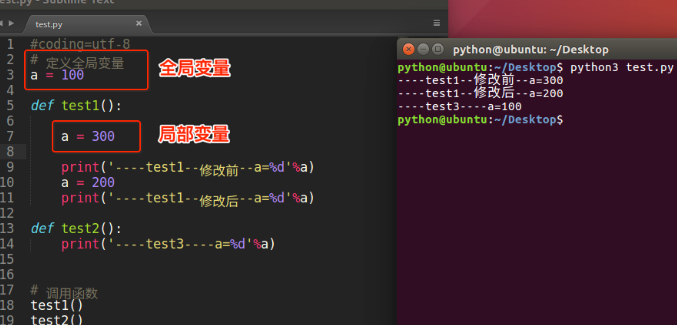 test.py - Sublime Text
test.py
1 #coding=utf-8
2 # 定义全局变量
3 a = 100
全局变量
4
5 def test1():
6
7 a = 300
局部变量
8
9 print('----test1--修改前--a=%d'%a)
10 a = 200
11 print('----test1--修改后--a=%d'%a)
12
13 def test2():
14 print('----test3----a=%d'%a)
15
16
17 # 调用函数
18 test1()
19 test2()
python@ubuntu: ~/Desktop
python@ubuntu:~/Desktop$ python3 test.py
----test1--修改前--a=300
----test1--修改后--a=200
----test3----a=100
python@ubuntu:~/Desktop$